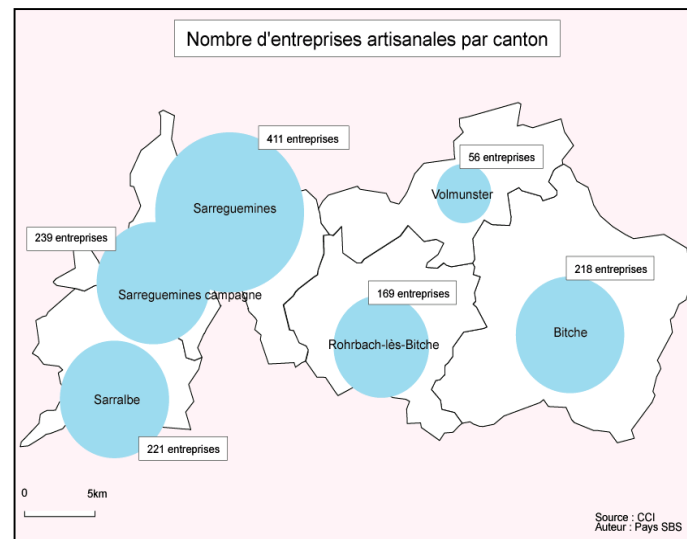 Nombre d'entreprises artisanales par canton
411 entreprises
56 entreprises
Volmunster
Sarreguemines
239 entreprises
218 entreprises
Sarreguemines campagne
169 entreprises
Bitche
Rohrbach-lès-Bitche
Sarralbe
221 entreprises
0 5km
Source : CCI
Auteur : Pays SBS